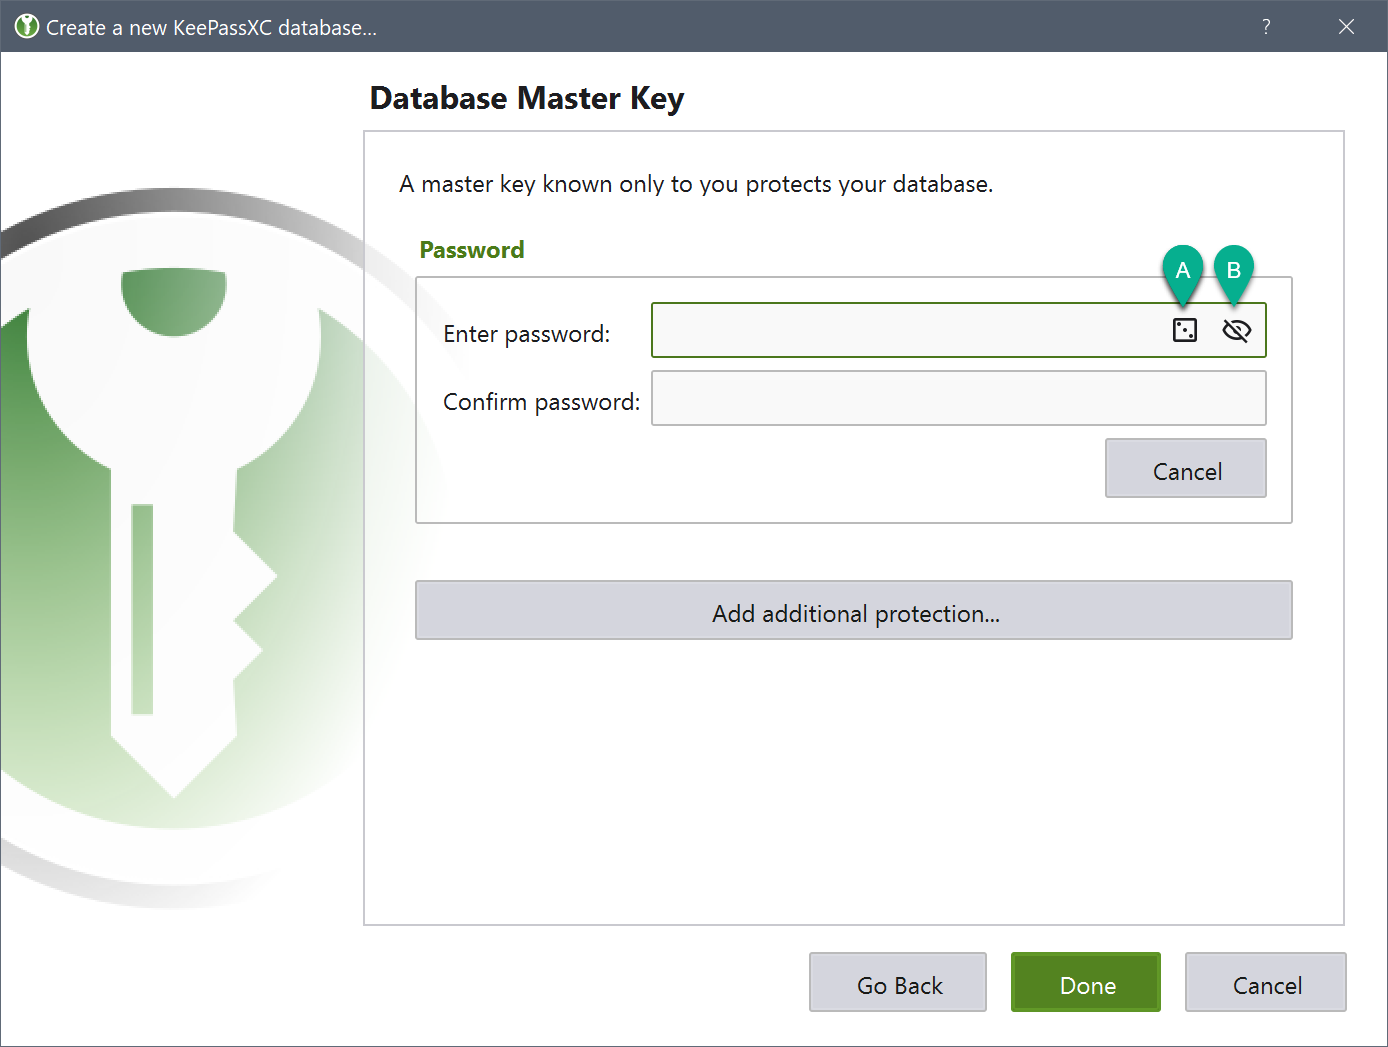 Create a new KeePassXC database...
?
Database Master Key
A master key known only to you protects your database.
Password
A B
Enter password:
Confirm password:
Cancel
Add additional protection...
Go Back Done Cancel